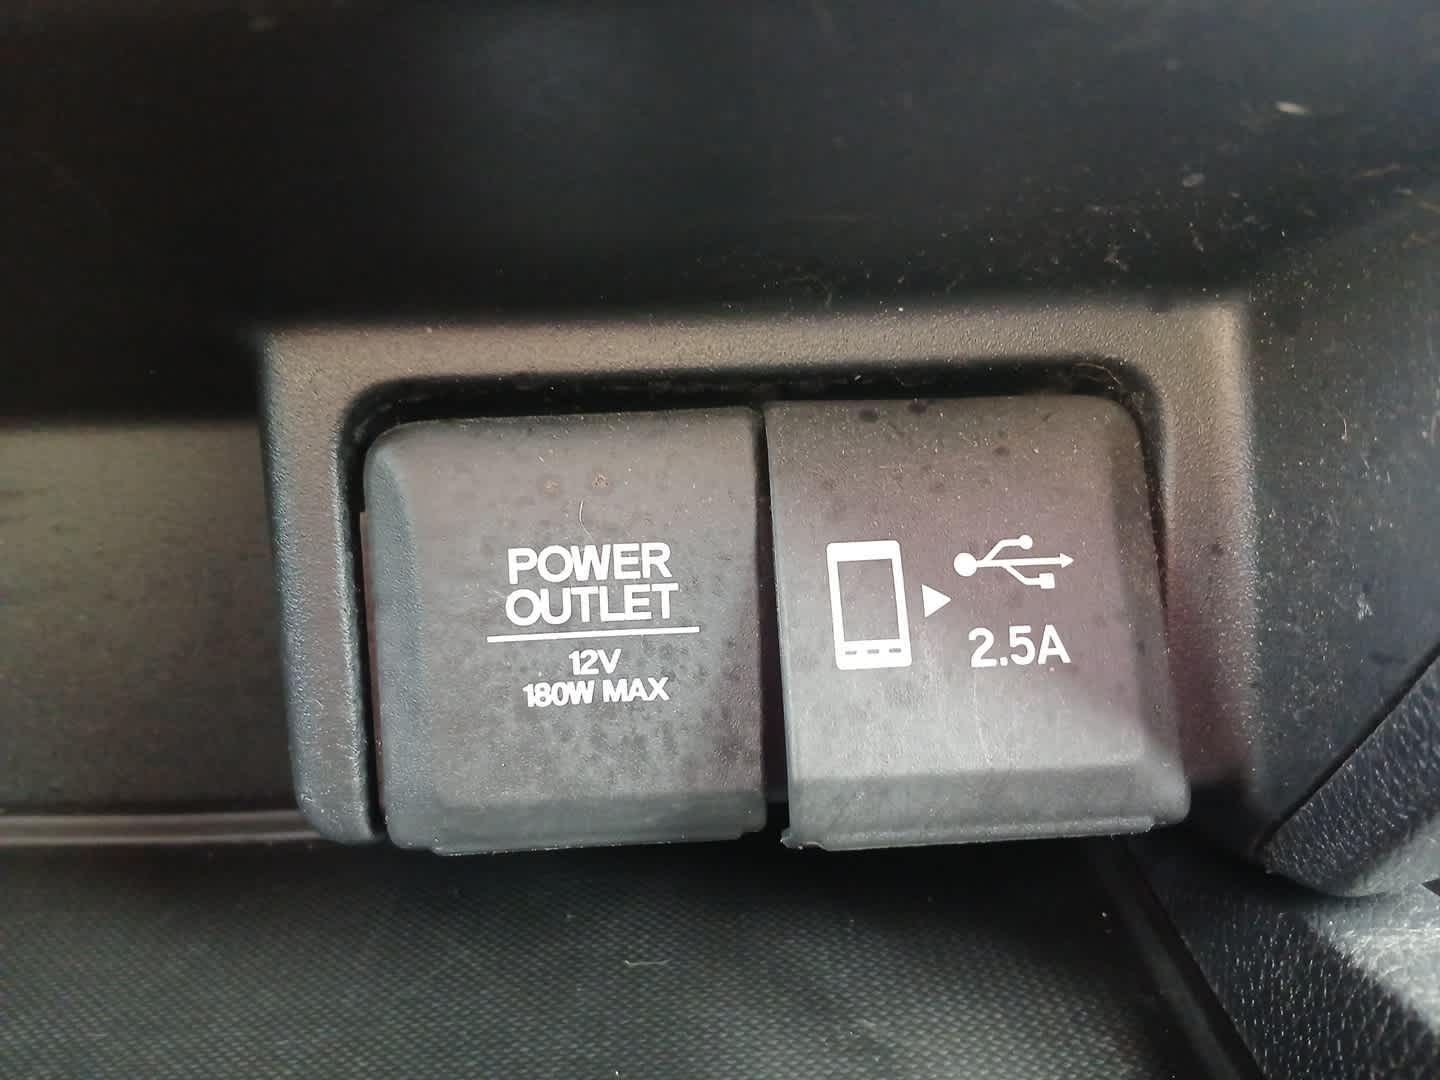 POWER
OUTLET
12V
180W MAX
2.5A